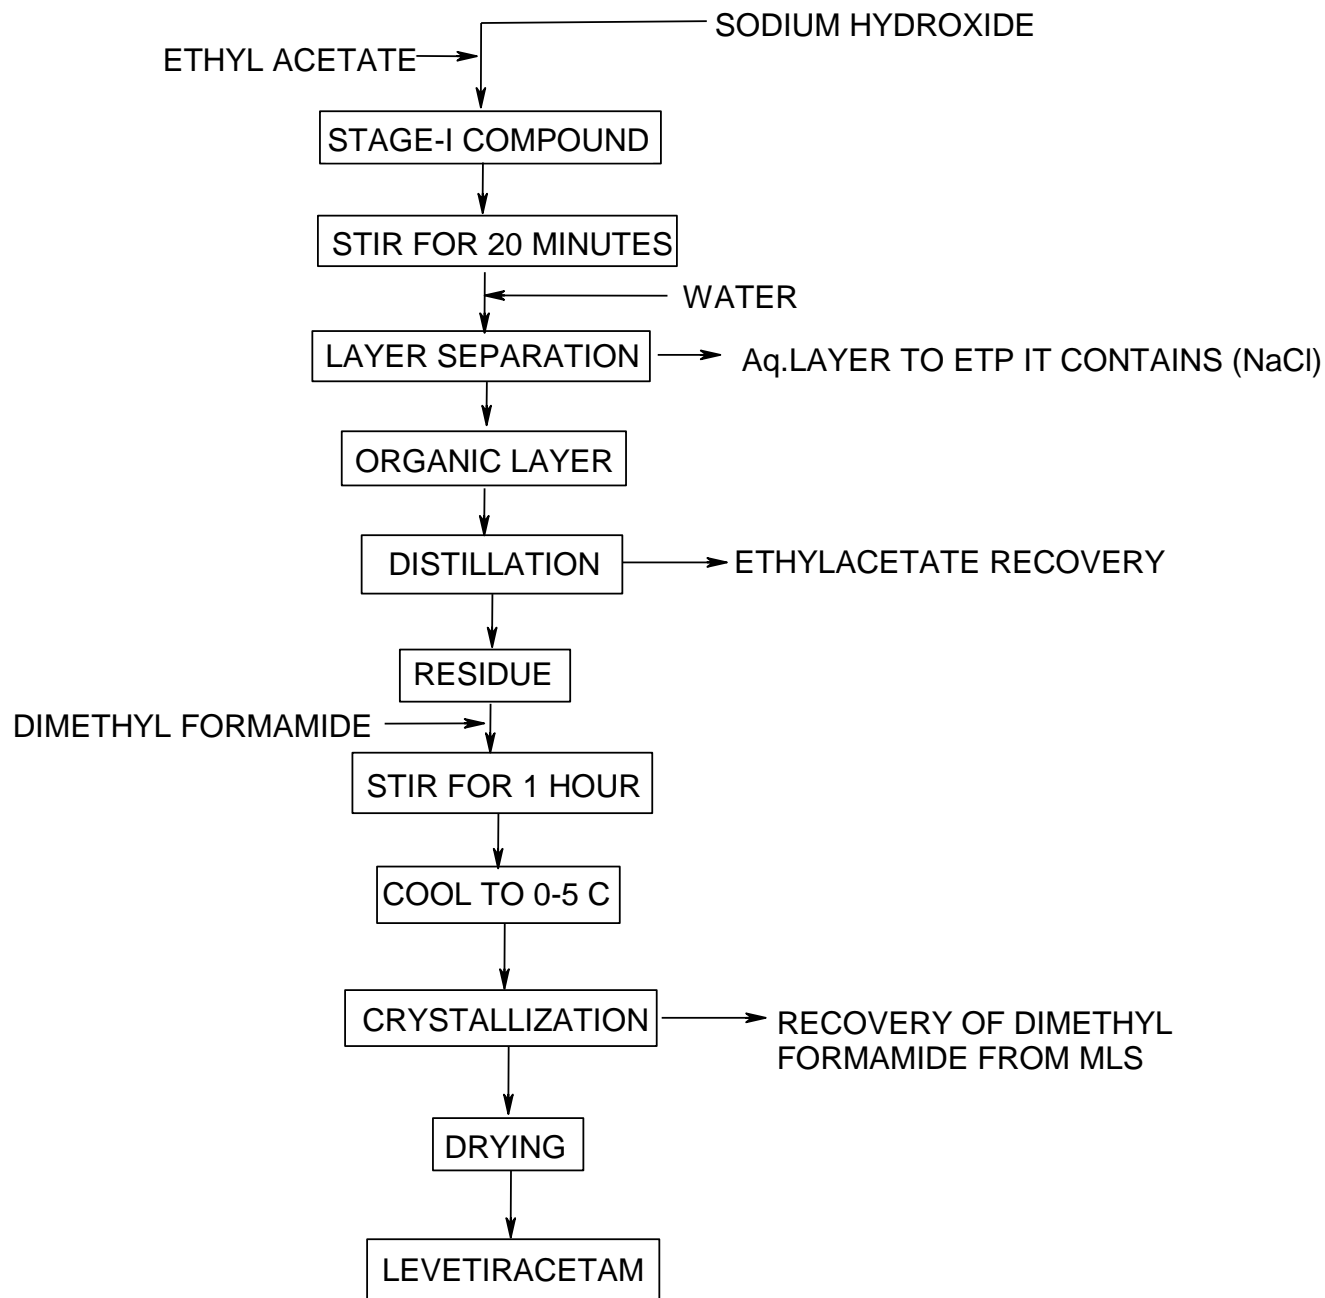 SODIUM HYDROXIDE
ETHYL ACETATE
STAGE-I COMPOUND
STIR FOR 20 MINUTES
WATER
LAYER SEPARATION
Aq.LAYER TO ETP IT CONTAINS (NaCl)
ORGANIC LAYER
DISTILLATION
ETHYLACETATE RECOVERY
RESIDUE
DIMETHYL FORMAMIDE
STIR FOR 1 HOUR
COOL TO 0-5 C
CRYSTALLIZATION
RECOVERY OF DIMETHYL
FORMAMIDE FROM MLS
DRYING
LEVETIRACETAM